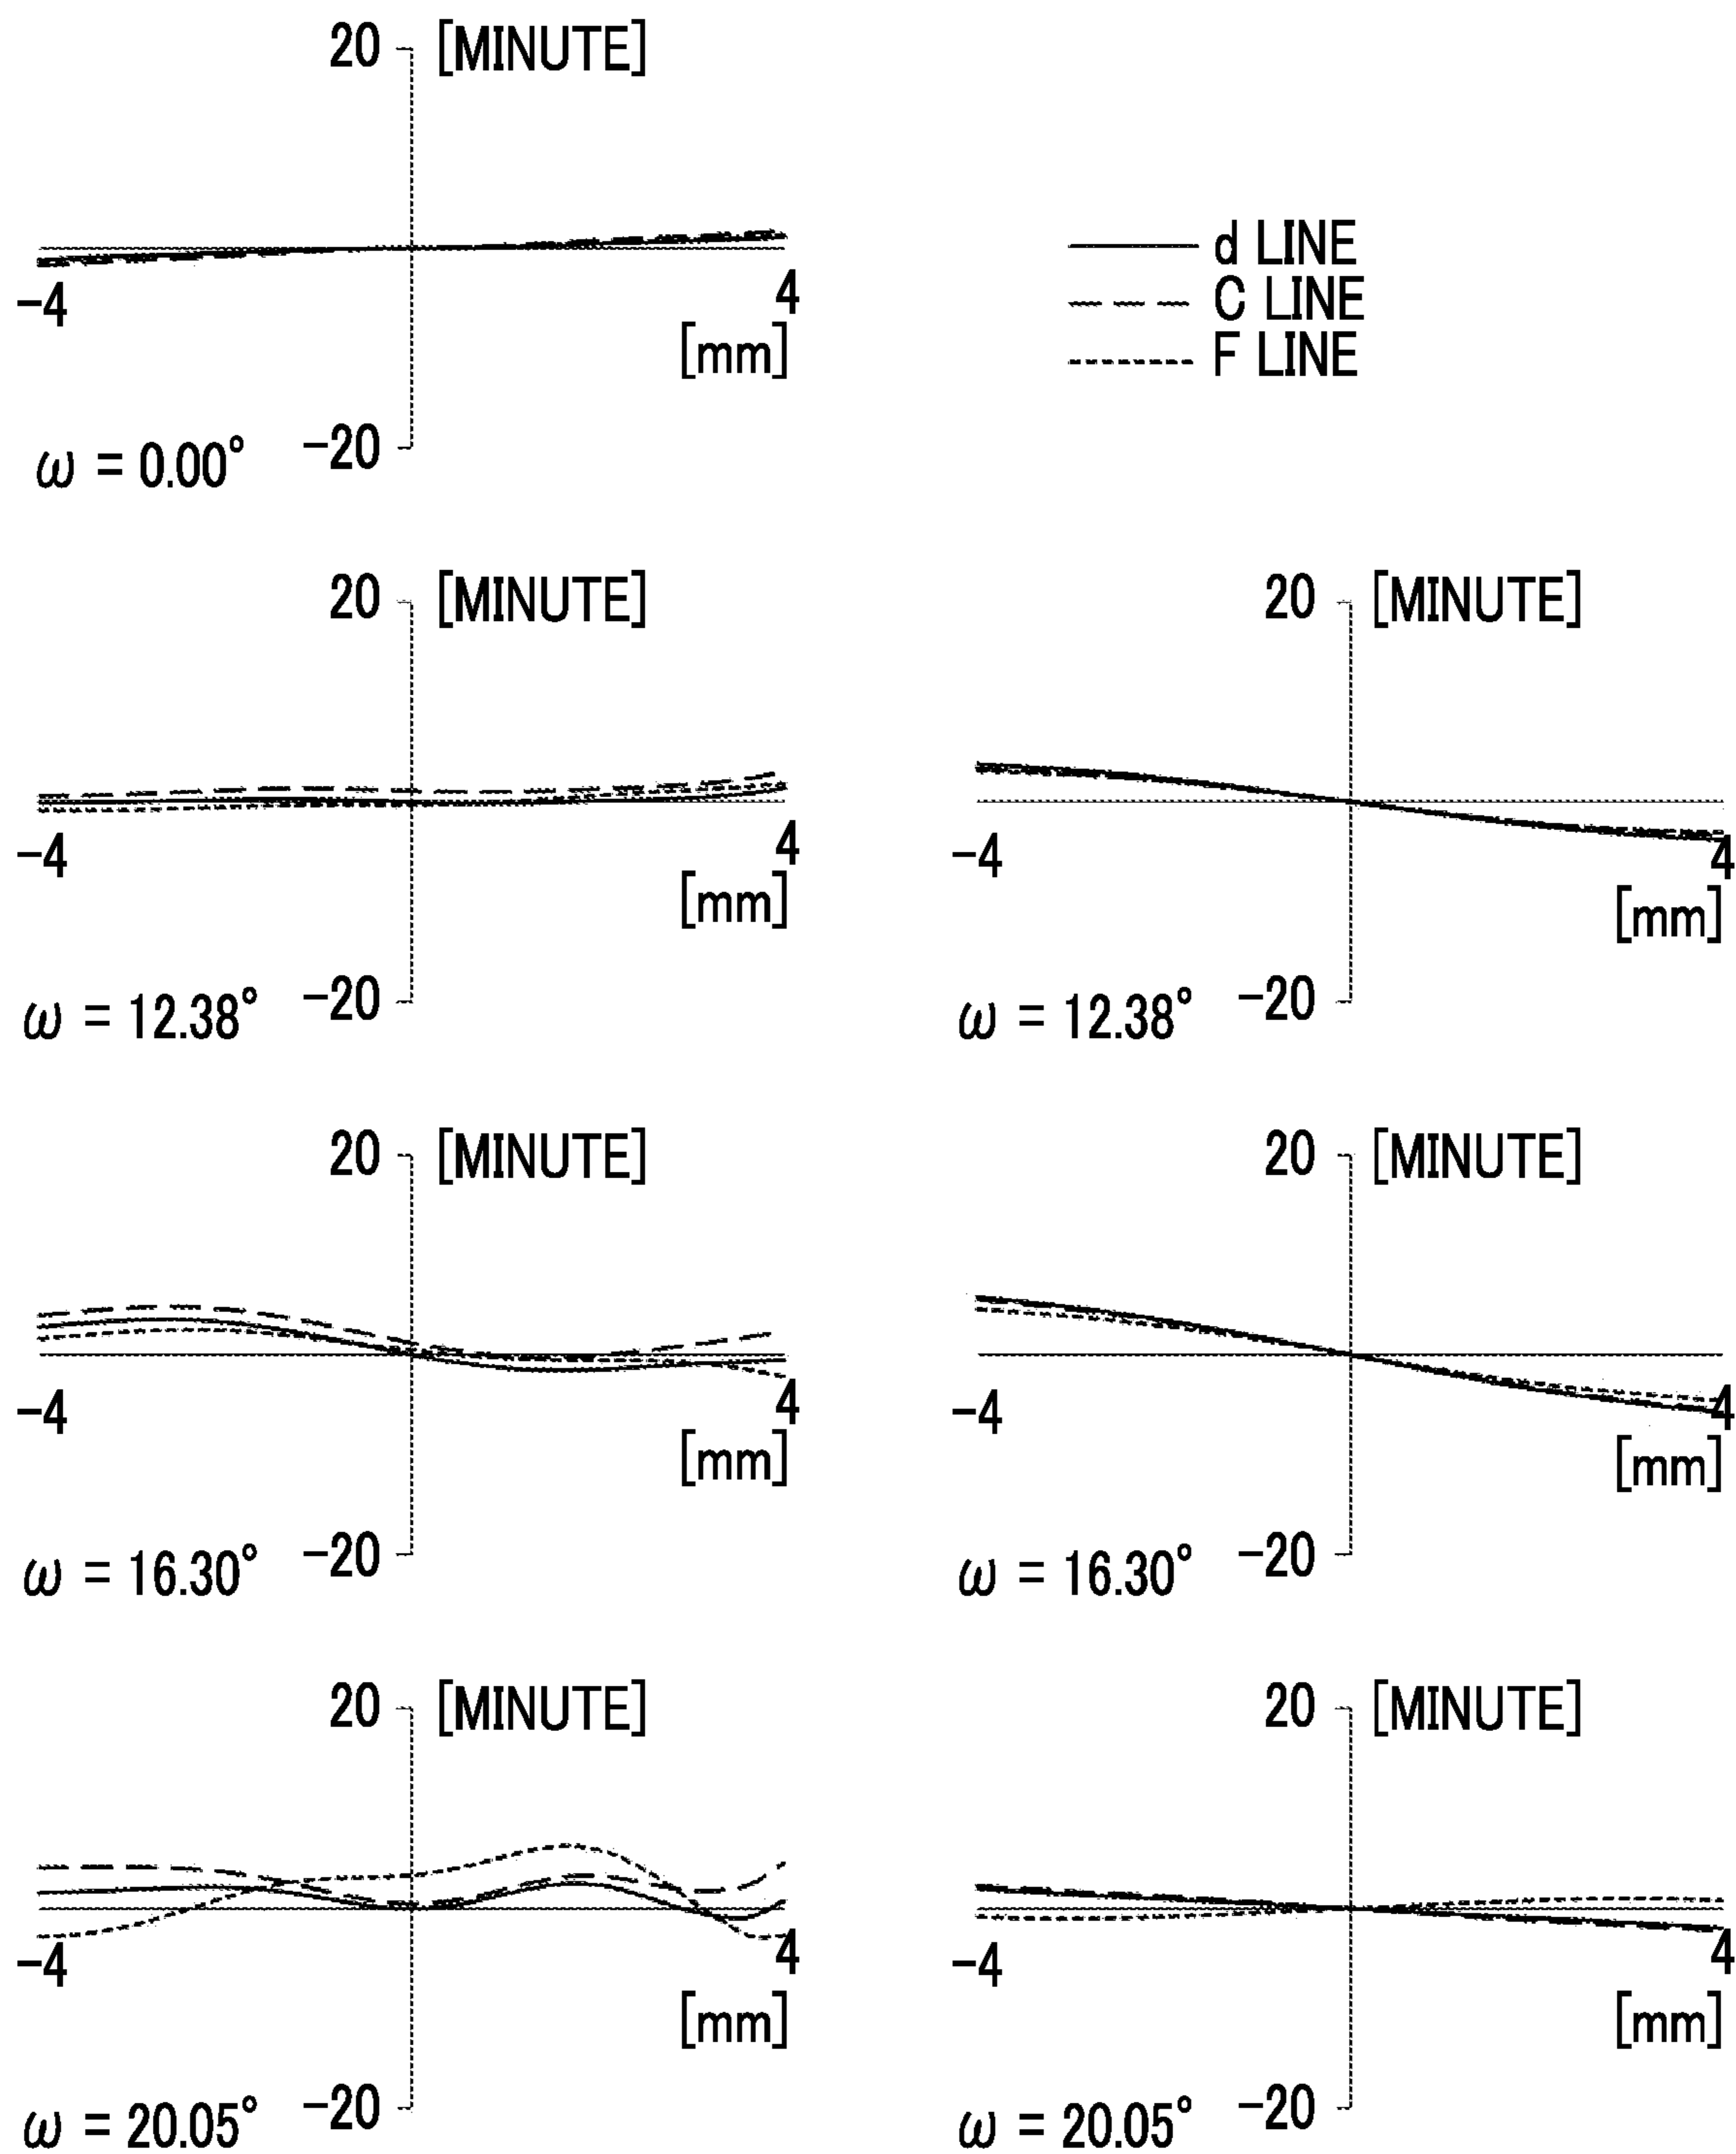 20 [MINUTE]
-4
4
[mm]
-20
ω = 0.00°
d LINE
C LINE
F LINE
20 [MINUTE]
-4
4
[mm]
-20
ω = 12.38°
20 [MINUTE]
-4
4
[mm]
-20
ω = 12.38°
20 [MINUTE]
-4
4
[mm]
-20
ω = 16.30°
20 [MINUTE]
-4
4
[mm]
-20
ω = 16.30°
20 [MINUTE]
-4
4
[mm]
-20
ω = 20.05°
20 [MINUTE]
-4
4
[mm]
-20
ω = 20.05°